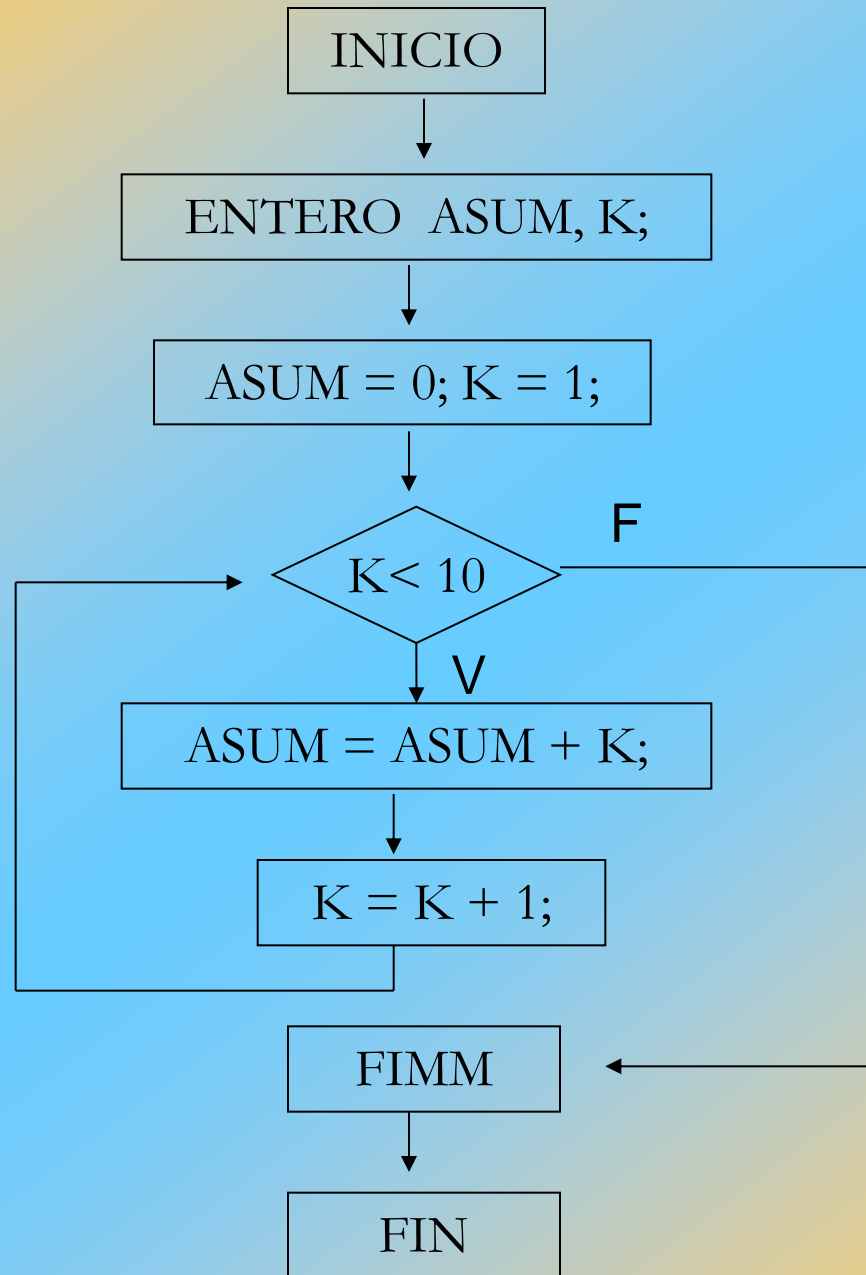 INICIO
ENTERO ASUM, K;
ASUM = 0; K = 1;
F
K< 10
V
ASUM = ASUM + K;
K = K + 1;
FIMM
FIN